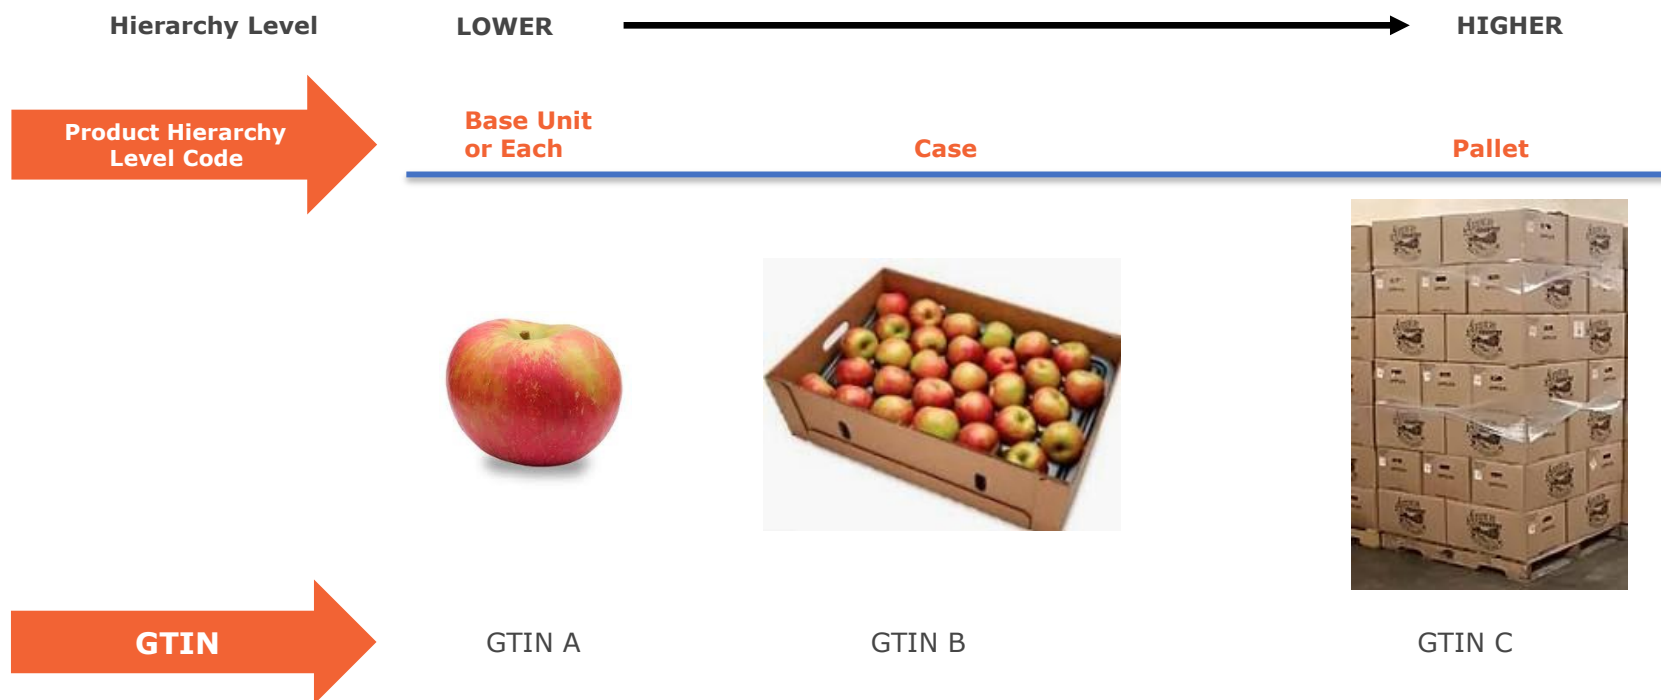 Hierarchy Level
LOWER
HIGHER
Product Hierarchy
Level Code
Base Unit
or Each
Case
Pallet
GTIN
GTIN A
GTIN B
GTIN C